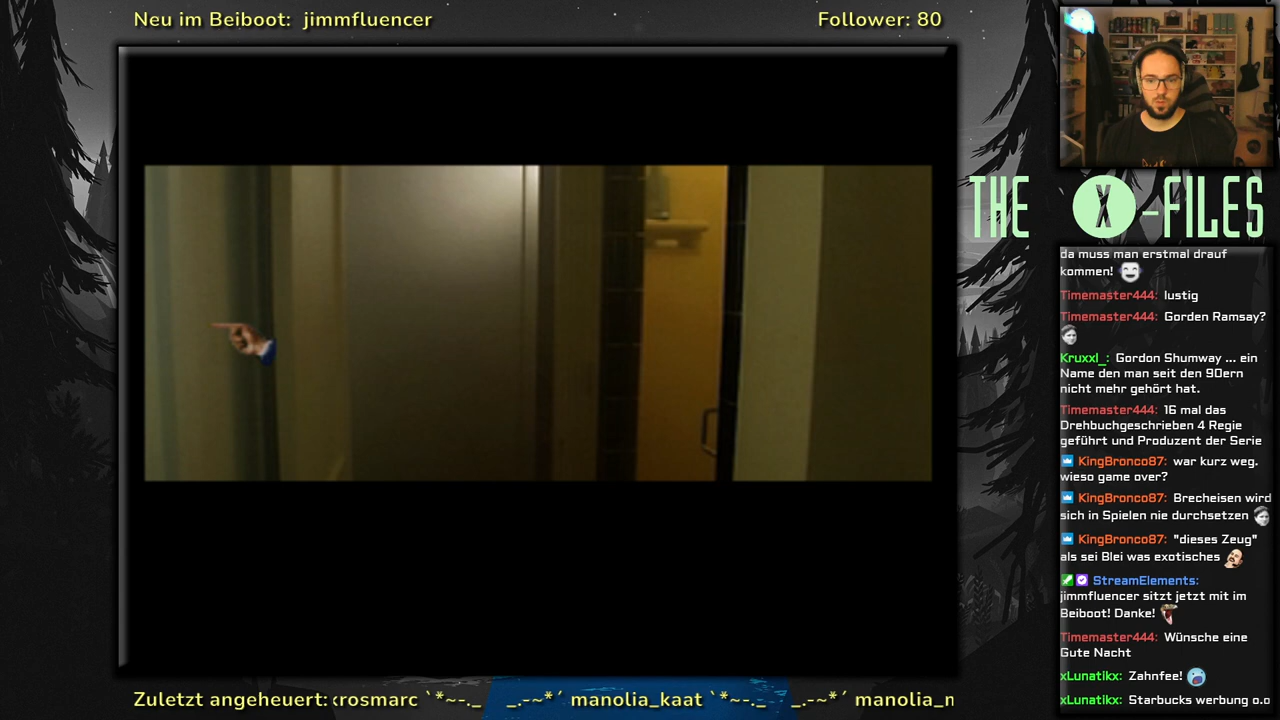 Neu im Beiboot: jimmfluencer
Follower: 80
THE X-FILES
da muss man erstmal drauf
kommen!
Timemaster444: lustig
Timemaster444: Gorden Ramsay?
Kruxxl_: Gordon Shumway ... ein
Name den man seit den 90ern
nicht mehr gehört hat.
Timemaster444: 16 mal das
Drehbuchgeschrieben 4 Regie
geführt und Produzent der Serie
KingBronco87: war kurz weg.
wieso game over?
KingBronco87: Brecheisen wird
sich in Spielen nie durchsetzen
KingBronco87: "dieses Zeug"
als sei Blei was exotisches
StreamElements:
jimmfluencer sitzt jetzt mit im
Beiboot! Danke!
Timemaster444: Wünsche eine
Gute Nacht
xLunatikx: Zahnfee!
xLunatikx: Starbucks werbung o.o
Zuletzt angeheuert: rosmarc `*~-._ _.-~*´ manolia_kaat `*~-._ _.-~*´ manolia_